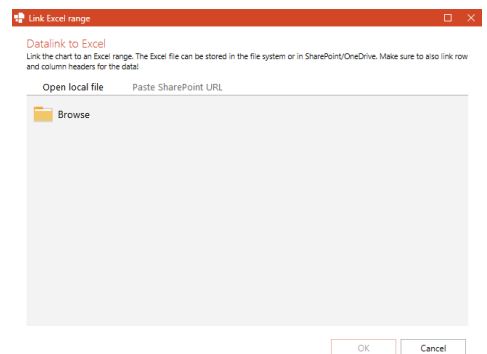 Link Excel range
Datalink to Excel
Link the chart to an Excel range. The Excel file can be stored in the file system or in SharePoint/OneDrive. Make sure to also link row
and column headers for the data!
Open local file Paste SharePoint URL
Browse
OK Cancel